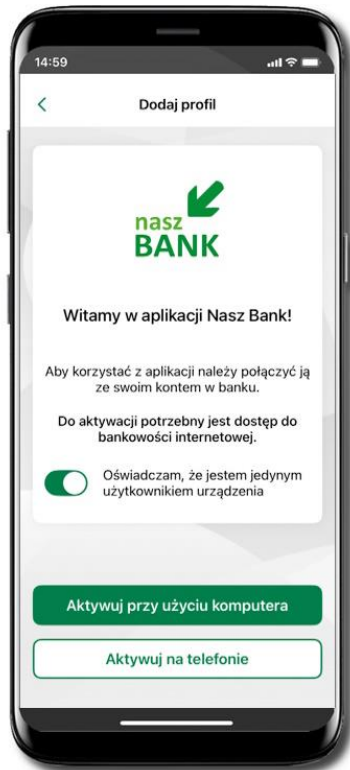 14:59
Dodaj profil
nasz
BANK
Witamy w aplikacji Nasz Bank!
Aby korzystać z aplikacji należy połączyć ją
ze swoim kontem w banku.
Do aktywacji potrzebny jest dostęp do
bankowości internetowej.
Oświadczam, że jestem jedynym
użytkownikiem urządzenia
Aktywuj przy użyciu komputera
Aktywuj na telefonie